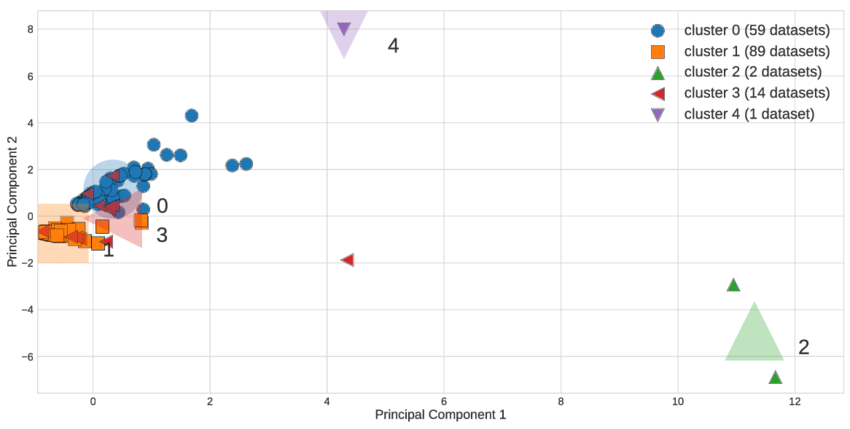 8
6
4
2
0
−2
−4
−6
Principal Component 2
4
0
3
1
2
cluster 0 (59 datasets)
cluster 1 (89 datasets)
cluster 2 (2 datasets)
cluster 3 (14 datasets)
cluster 4 (1 dataset)
0 2 4 6 8 10 12
Principal Component 1